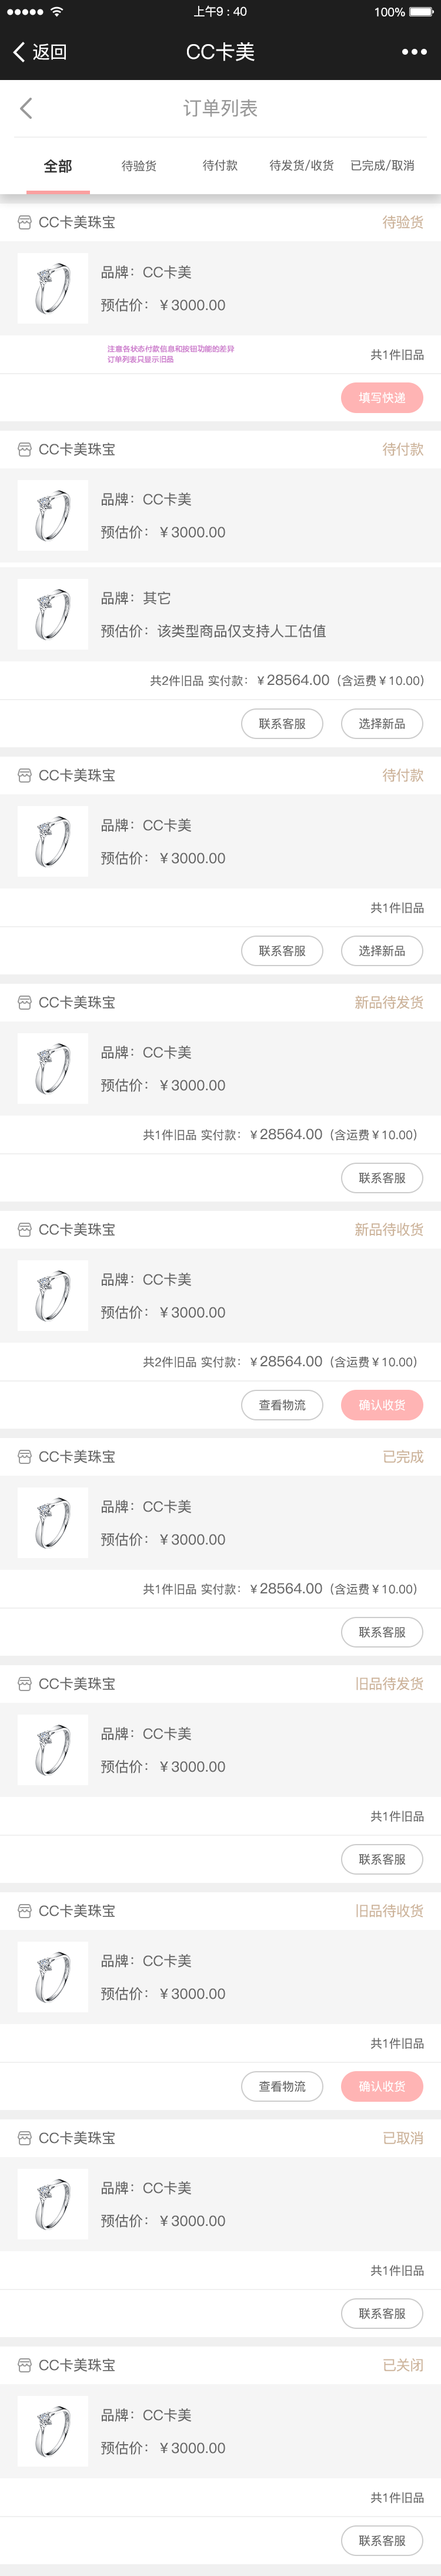 上午9 : 40
100%
返回
CC卡美
订单列表
全部
待验货
待付款
待发货/收货
已完成/取消
CC卡美珠宝
待验货
品牌：CC卡美
预估价：￥3000.00
注意各状态付款信息和按钮功能的差异
订单列表只显示旧品
共1件旧品
填写快递
CC卡美珠宝
待付款
品牌：CC卡美
预估价：￥3000.00
品牌：其它
预估价：该类型商品仅支持人工估值
共2件旧品 实付款：￥28564.00（含运费￥10.00）
联系客服
选择新品
CC卡美珠宝
待付款
品牌：CC卡美
预估价：￥3000.00
共1件旧品
联系客服
选择新品
CC卡美珠宝
新品待发货
品牌：CC卡美
预估价：￥3000.00
共1件旧品 实付款：￥28564.00（含运费￥10.00）
联系客服
CC卡美珠宝
新品待收货
品牌：CC卡美
预估价：￥3000.00
共2件旧品 实付款：￥28564.00（含运费￥10.00）
查看物流
确认收货
CC卡美珠宝
已完成
品牌：CC卡美
预估价：￥3000.00
共1件旧品 实付款：￥28564.00（含运费￥10.00）
联系客服
CC卡美珠宝
旧品待发货
品牌：CC卡美
预估价：￥3000.00
共1件旧品
联系客服
CC卡美珠宝
旧品待收货
品牌：CC卡美
预估价：￥3000.00
共1件旧品
查看物流
确认收货
CC卡美珠宝
已取消
品牌：CC卡美
预估价：￥3000.00
共1件旧品
联系客服
CC卡美珠宝
已关闭
品牌：CC卡美
预估价：￥3000.00
共1件旧品
联系客服